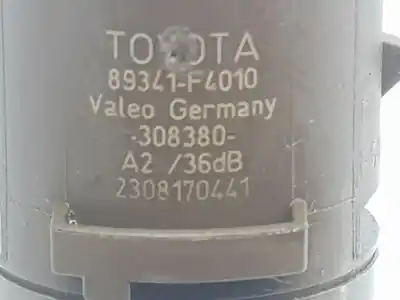 TOYOTA
89341-F4010
Valeo Germany
-308380-
A2 /36dB
2308170441